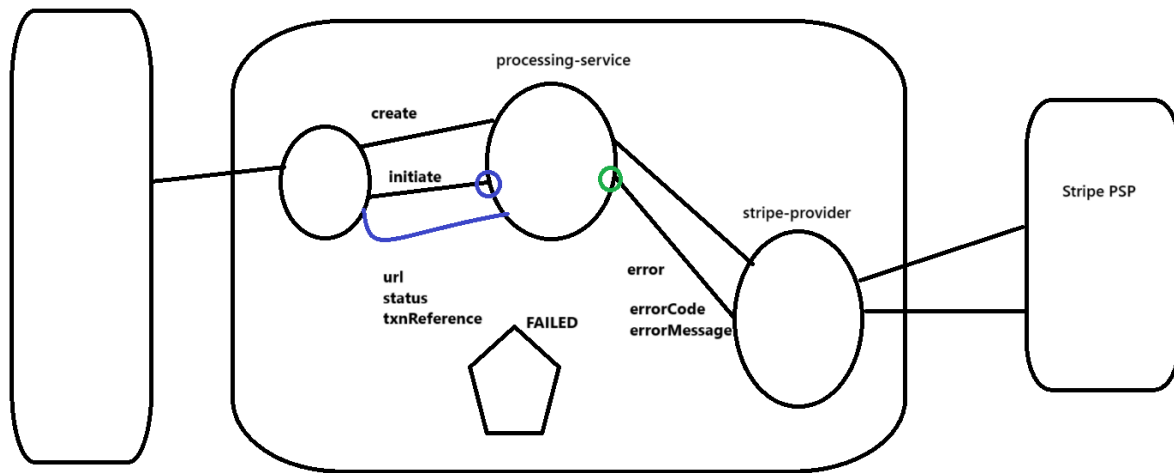 processing-service
create
initiate
Stripe PSP
stripe-provider
url
status
txnReference
error
errorCode
errorMessage
FAILED